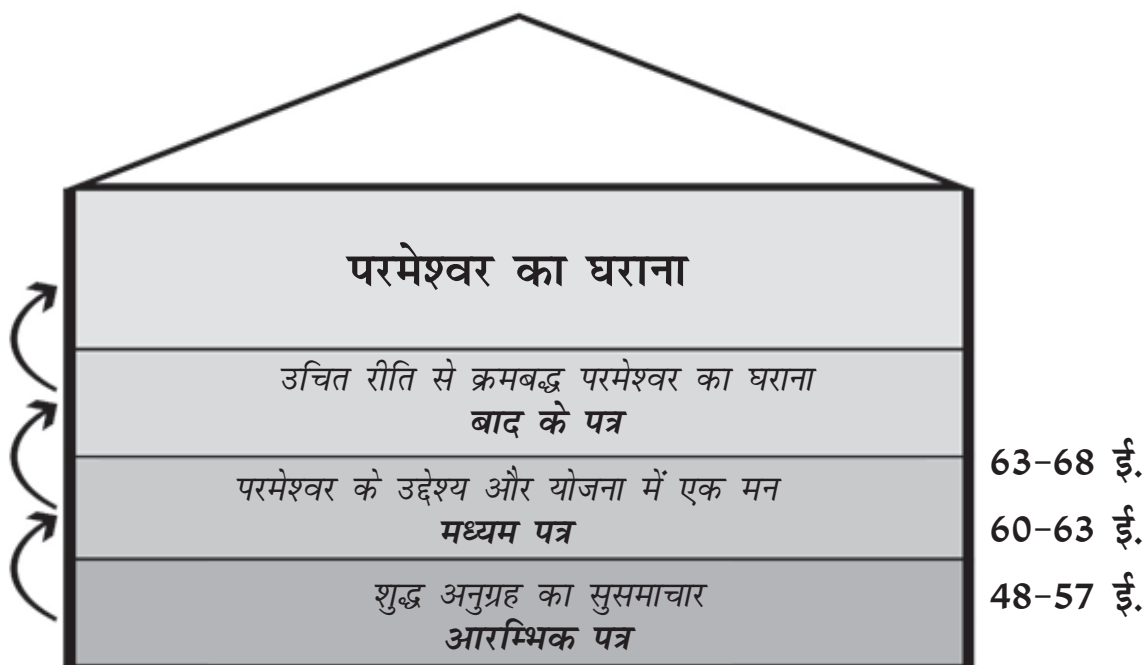 परमेश्वर का घराना
उचित रीति से क्रमबद्ध परमेश्वर का घराना
बाद के पत्र
63-68 ई.
परमेश्वर के उद्देश्य और योजना में एक मन
मध्यम पत्र
60-63 ई.
शुद्ध अनुग्रह का सुसमाचार
आरम्भिक पत्र
48-57 ई.